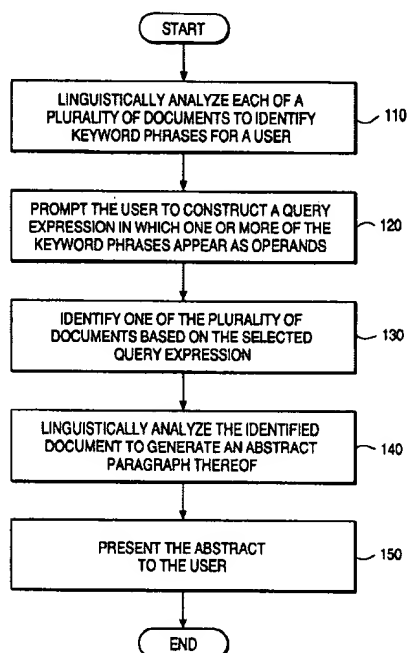 START
LINGUISTICALLY ANALYZE EACH OF A
PLURALITY OF DOCUMENTS TO IDENTIFY
KEYWORD PHRASES FOR A USER
110
PROMPT THE USER TO CONSTRUCT A QUERY
EXPRESSION IN WHICH ONE OR MORE OF THE
KEYWORD PHRASES APPEAR AS OPERANDS
120
IDENTIFY ONE OF THE PLURALITY OF
DOCUMENTS BASED ON THE SELECTED
QUERY EXPRESSION
130
LINGUISTICALLY ANALYZE THE IDENTIFIED
DOCUMENT TO GENERATE AN ABSTRACT
PARAGRAPH THEREOF
140
PRESENT THE ABSTRACT
TO THE USER
150
END